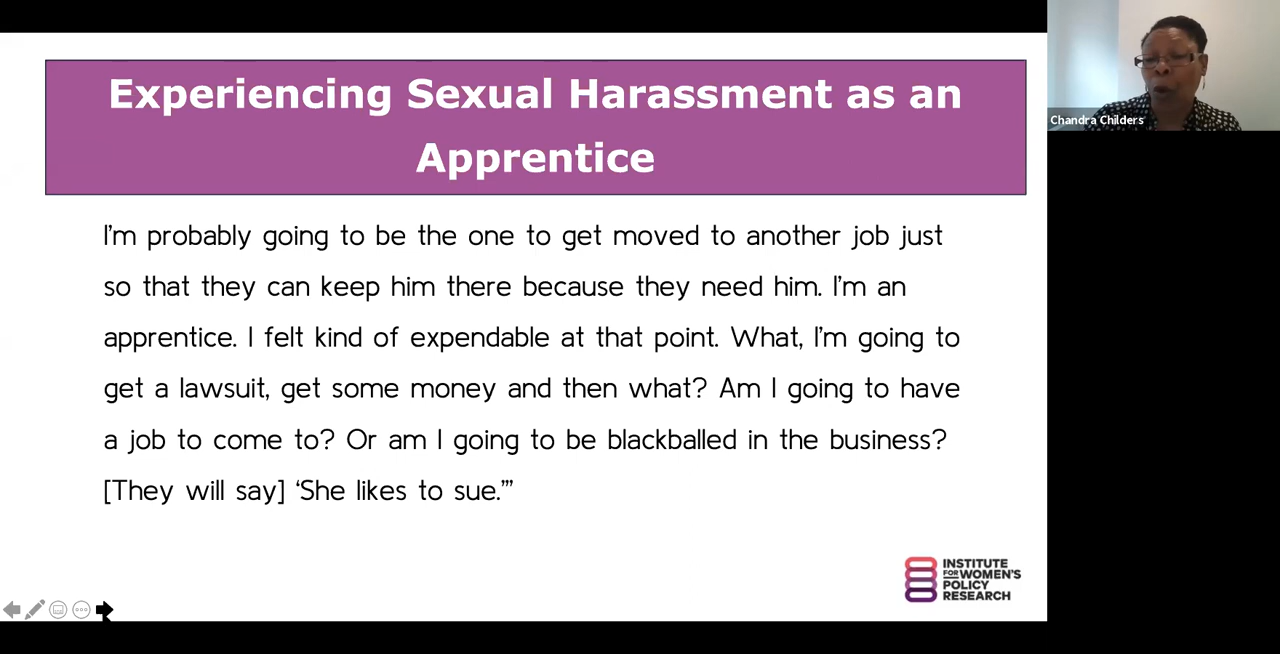 Experiencing Sexual Harassment as an
Apprentice
I'm probably going to be the one to get moved to another job just
so that they can keep him there because they need him. I'm an
apprentice. I felt kind of expendable at that point. What, I'm going to
get a lawsuit, get some money and then what? Am I going to have
a job to come to? Or am I going to be blackballed in the business?
[They will say] ‘She likes to sue.’”
INSTITUTE
FOR WOMEN'S
POLICY
RESEARCH
Chandra Childers